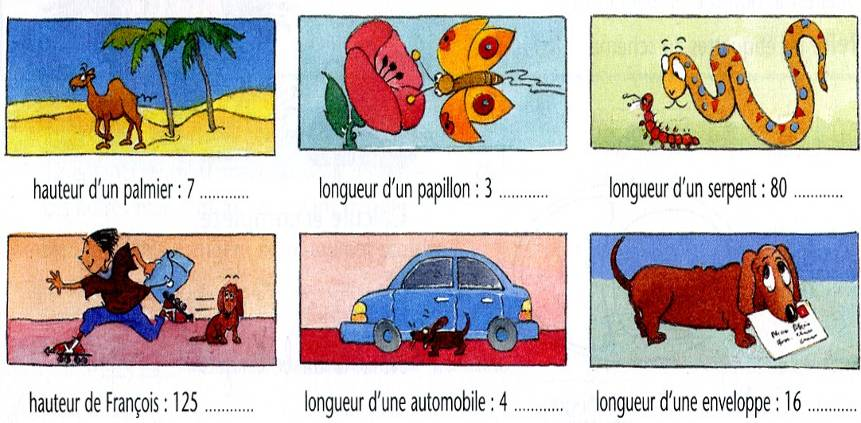 hauteur d'un palmier : 7 ............
longueur d'un papillon : 3 ............
longueur d'un serpent : 80 ............
hauteur de François : 125 ............
longueur d'une automobile : 4 ............
longueur d'une enveloppe : 16 ............